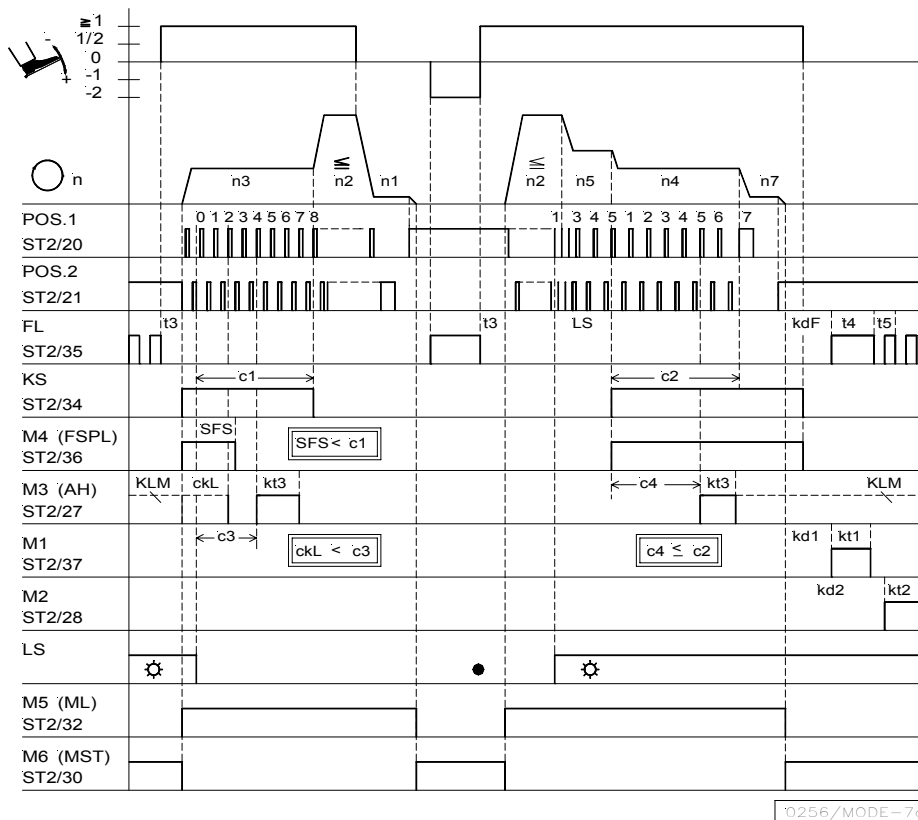 ≧1
1/2
0
-1
-2
-
+
n
n3
≦
n2
n1
≦
n2
n5
n4
n7
POS.1
ST2/20
0 1 2 3 4 5 6 7 8
1 3 4 5 1 2 3 4 5 6 7
POS.2
ST2/21
FL
ST2/35
t3
t3
LS
kdF
t4
t5
KS
ST2/34
c1
c2
M4 (FSPL)
ST2/36
SFS
SFS< c1
M3 (AH)
ST2/27
KLM
ckL
kt3
c4
kt3
KLM
c3
M1
ST2/37
ckL < c3
c4 ≤ c2
kd1
kt1
M2
ST2/28
kd2
kt2
LS
M5 (ML)
ST2/32
M6 (MST)
ST2/30